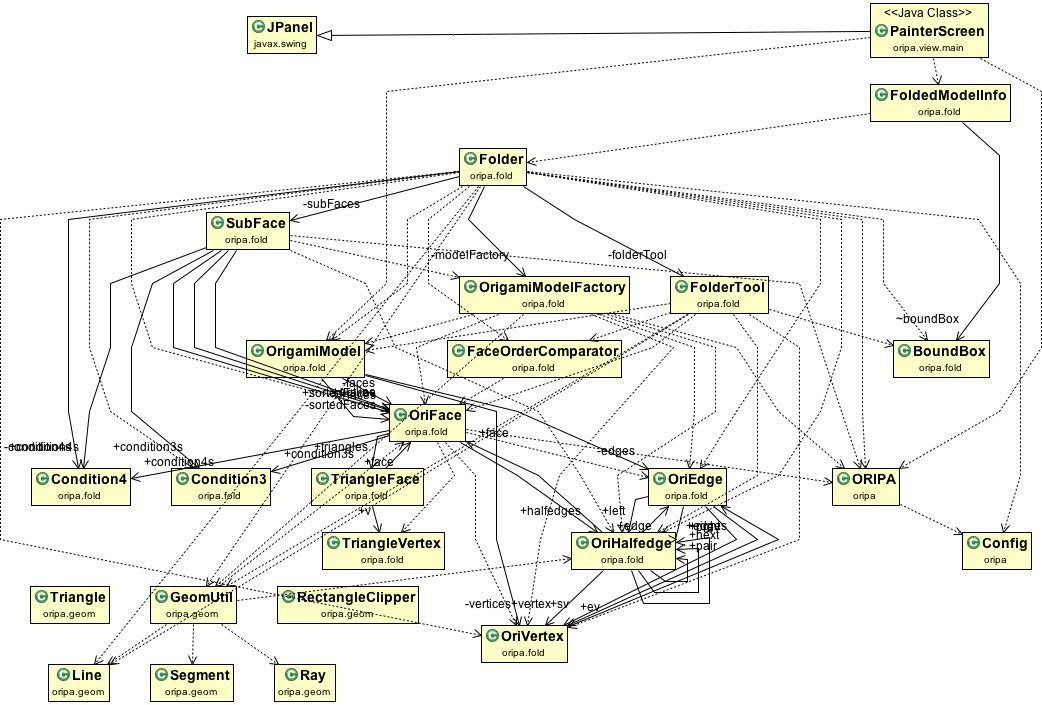 <<Java Class>>
JPanel
javax.swing
PainterScreen
oripa.view.main
FoldedModelInfo
oripa.fold
Folder
oripa.fold
-subFaces
SubFace
oripa.fold
-modelFactory
-folderTool
OrigamiModelFactory
oripa.fold
FolderTool
oripa.fold
~boundBox
OrigamiModel
oripa.fold
FaceOrderComparator
oripa.fold
BoundBox
oripa.fold
-faces
-sortedFaces
OriFace
oripa.fold
+face
+condition3s
+triangles
+condition3s
+condition4s
+face
-edges
Condition4
oripa.fold
Condition3
oripa.fold
TriangleFace
oripa.fold
OriEdge
oripa.fold
ORIPA
oripa
+v
+halfedges
+left
+edge
+next
+pair
TriangleVertex
oripa.fold
OriHalfedge
oripa.fold
Config
oripa
Triangle
oripa.geom
GeomUtil
oripa.geom
RectangleClipper
oripa.geom
-vertices+vertex+sv
+ev
OriVertex
oripa.fold
Line
oripa.geom
Segment
oripa.geom
Ray
oripa.geom